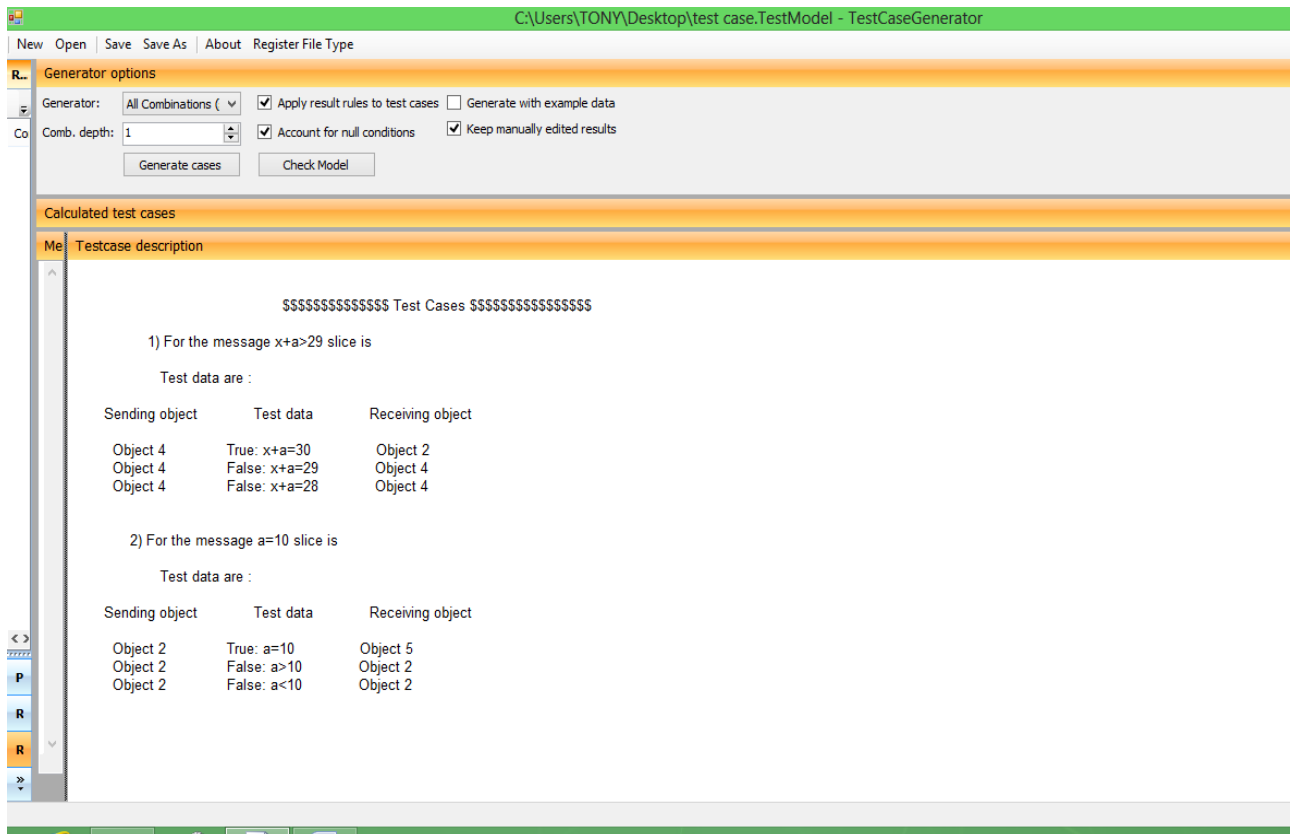 C:\Users\TONY\Desktop\test case.TestModel - TestCaseGenerator
New Open Save Save As About Register File Type
R... Generator options
Generator: All Combinations ( Apply result rules to test cases Generate with example data
Co Comb. depth: 1 Account for null conditions Keep manually edited results
Generate cases Check Model
Calculated test cases
Me Testcase description
$$$$$$$$$$$$$$ Test Cases $$$$$$$$$$$$$$$$
1) For the message x+a>29 slice is
Test data are :
Sending object Test data Receiving object
Object 4 True: x+a=30 Object 2
Object 4 False: x+a=29 Object 4
Object 4 False: x+a=28 Object 4
2) For the message a=10 slice is
Test data are :
Sending object Test data Receiving object
Object 2 True: a=10 Object 5
Object 2 False: a>10 Object 2
Object 2 False: a<10 Object 2
P
R
R